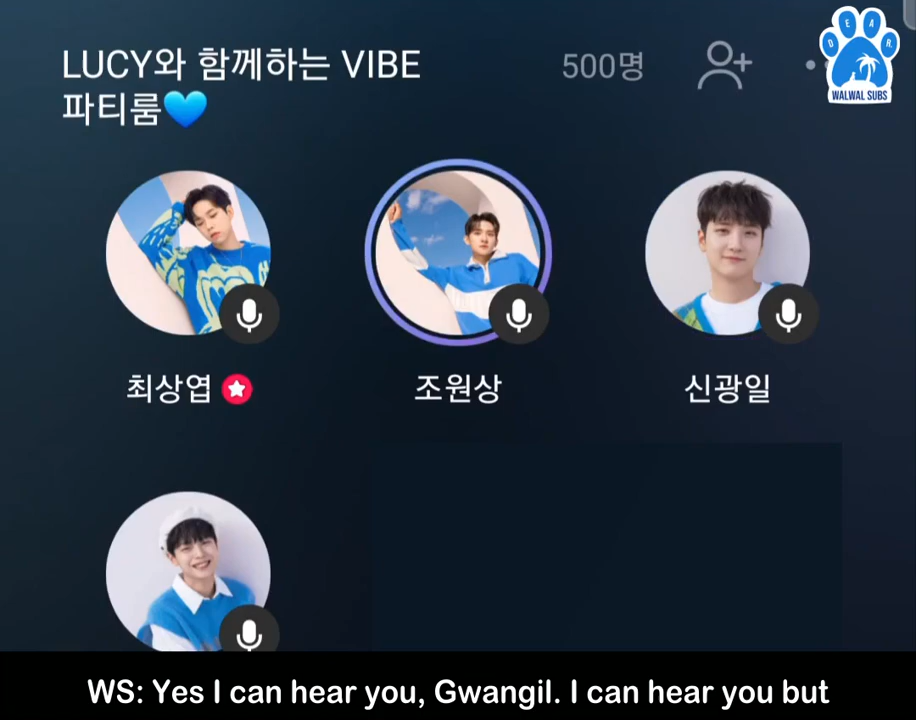 LUCY와 함께하는 VIBE
파티룸💙
500명
DEAR.
WALWAL SUBS
최상엽
조원상
신광일
WS: Yes I can hear you, Gwangil. I can hear you but